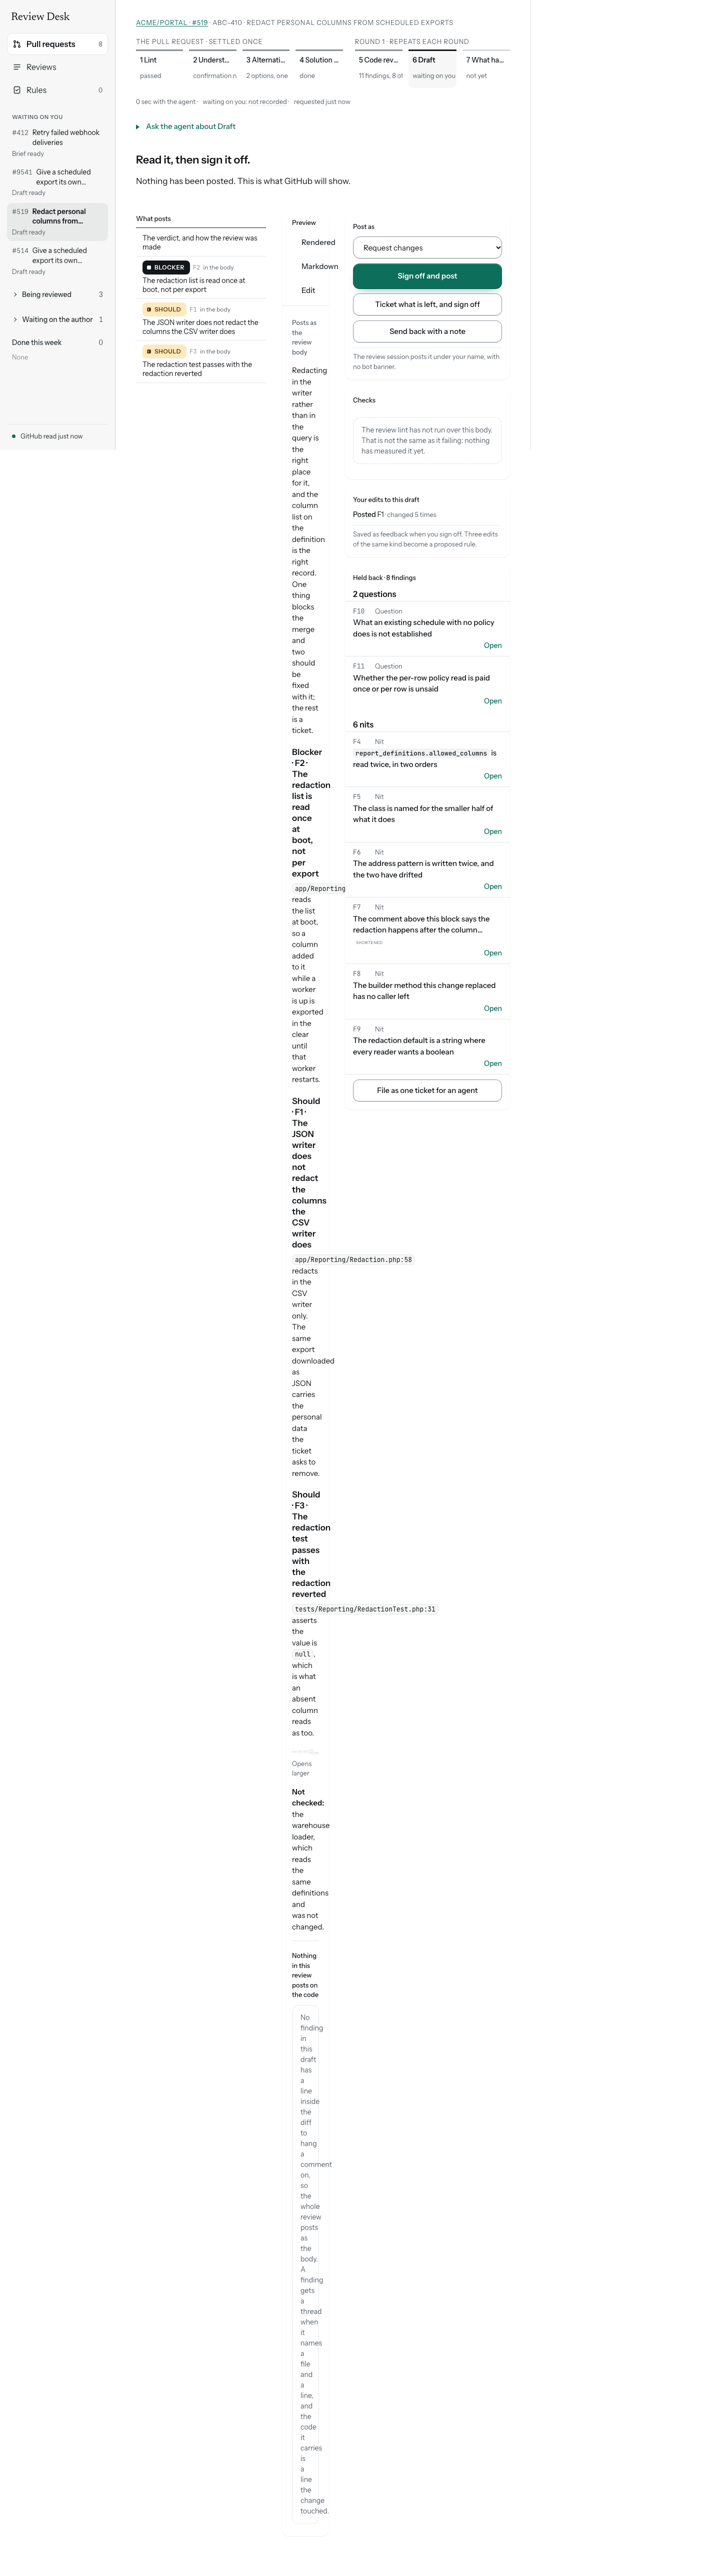 Review Desk
Pull requests 8
Reviews
Rules 0
WAITING ON YOU
#412 Retry failed webhook
deliveries
Brief ready
#9541 Give a scheduled
export its own…
Draft ready
#519 Redact personal
columns from…
Draft ready
#514 Give a scheduled
export its own…
Draft ready
Being reviewed 3
Waiting on the author 1
Done this week 0
None
GitHub read just now
ACME/PORTAL · #519 · ABC-410 · REDACT PERSONAL COLUMNS FROM SCHEDULED EXPORTS
THE PULL REQUEST · SETTLED ONCE
1 Lint
passed
2 Underst…
confirmation n
3 Alternati…
2 options, one
4 Solution …
done
ROUND 1 · REPEATS EACH ROUND
5 Code rev…
11 findings, 8 of
6 Draft
waiting on you
7 What ha…
not yet
0 sec with the agent · waiting on you: not recorded · requested just now
Ask the agent about Draft
Read it, then sign it off.
Nothing has been posted. This is what GitHub will show.
What posts
The verdict, and how the review was
made
BLOCKER F2 in the body
The redaction list is read once at
boot, not per export
SHOULD F1 in the body
The JSON writer does not redact the
columns the CSV writer does
SHOULD F3 in the body
The redaction test passes with the
redaction reverted
Preview
Rendered
Markdown
Edit
Posts as
the
review
body
Redacting
in the
writer
rather
than in
the
query is
the
right
place
for it,
and the
column
list on
the
definition
is the
right
record.
One
thing
blocks
the
merge
and
two
should
be
fixed
with it;
the rest
is a
ticket.
Blocker
· F2 ·
The
redaction
list is
read
once
at
boot,
not
per
export
app/Reporting
reads
the list
at boot,
so a
column
added
to it
while a
worker
is up is
exported
in the
clear
until
that
worker
restarts.
Should
· F1 ·
The
JSON
writer
does
not
redact
the
columns
the
CSV
writer
does
app/Reporting/Redaction.php:58
redacts
in the
CSV
writer
only.
The
same
export
downloaded
as
JSON
carries
the
personal
data
the
ticket
asks to
remove.
Should
· F3 ·
The
redaction
test
passes
with
the
redaction
reverted
tests/Reporting/RedactionTest.php:31
asserts
the
value is
null,
which
is what
an
absent
column
reads
as too.
Opens
larger
Not
checked:
the
warehouse
loader,
which
reads
the
same
definitions
and
was not
changed.
Nothing
in this
review
posts on
the code
No
finding
in
this
draft
has
a
line
inside
the
diff
to
hang
a
comment
on,
so
the
whole
review
posts
as
the
body.
A
finding
gets
a
thread
when
it
names
a
file
and
a
line,
and
the
code
it
carries
is
a
line
the
change
touched.
Post as
Request changes
Sign off and post
Ticket what is left, and sign off
Send back with a note
The review session posts it under your name, with
no bot banner.
Checks
The review lint has not run over this body.
That is not the same as it failing: nothing
has measured it yet.
Your edits to this draft
Posted F1 · changed 5 times
Saved as feedback when you sign off. Three edits
of the same kind become a proposed rule.
Held back · 8 findings
2 questions
F10 Question
What an existing schedule with no policy
does is not established
Open
F11 Question
Whether the per-row policy read is paid
once or per row is unsaid
Open
6 nits
F4 Nit
report_definitions.allowed_columns is
read twice, in two orders
Open
F5 Nit
The class is named for the smaller half of
what it does
Open
F6 Nit
The address pattern is written twice, and
the two have drifted
Open
F7 Nit
The comment above this block says the
redaction happens after the column…
SHORTENED
Open
F8 Nit
The builder method this change replaced
has no caller left
Open
F9 Nit
The redaction default is a string where
every reader wants a boolean
Open
File as one ticket for an agent